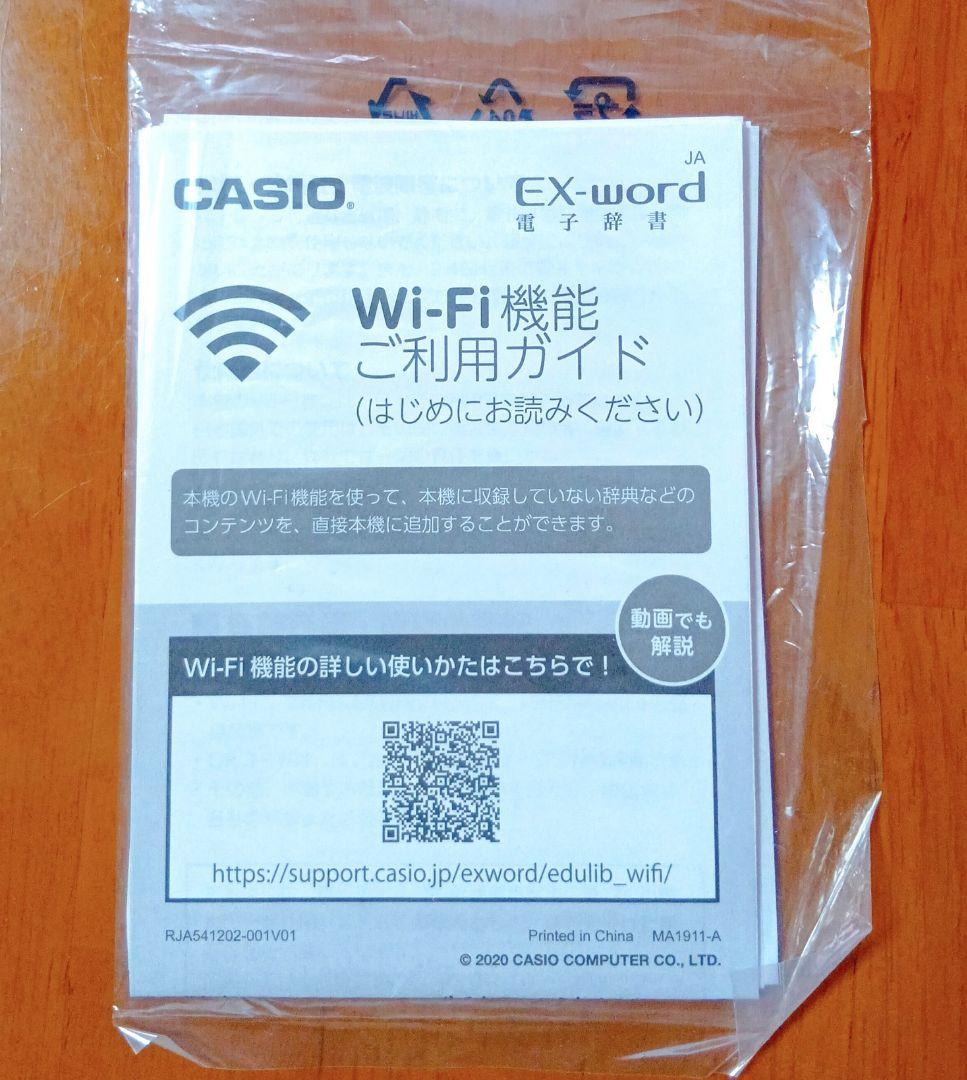 JA
CASIO®
EX-word
電子辞書
Wi-Fi 機能
ご利用ガイド
(はじめにお読みください)
本機のWi-Fi機能を使って、本機に収録していない辞典などの
コンテンツを、直接本機に追加することができます。
動画でも
解説
Wi-Fi 機能の詳しい使いかたはこちらで!
https://support.casio.jp/exword/edulib_wifi/
RJA541202-001V01
Printed in China MA1911-A
© 2020 CASIO COMPUTER CO., LTD.